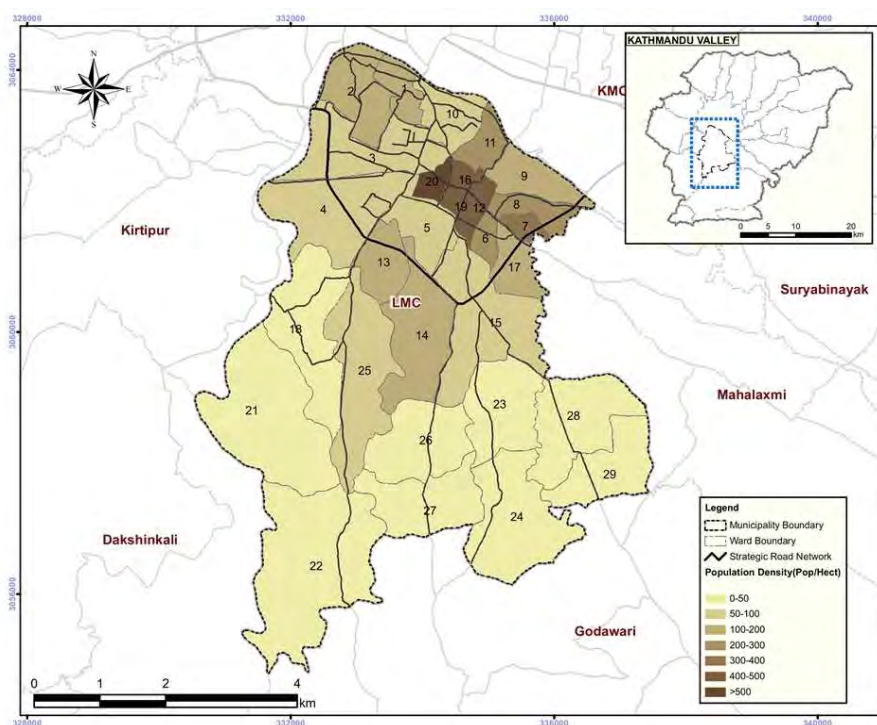 328000 332000 336000 340000
KATHMANDU VALLEY
3064000
N
W E
S
KMC
2 1
10
11
3
20 16 9
4
19 12 8
5 6 7
Kirtipur
13 17
0 5 10 20
km
LMC
Suryabinayak
3060000
18 14 15
25
21 23
Mahalaxmi
28
26
29
27 24
Dakshinkali
22
Godawari
3056000
Legend
Municipality Boundary
Ward Boundary
Strategic Road Network
Population Density(Pop/Hect)
0-50
50-100
100-200
200-300
300-400
400-500
>500
0 1 2 4
km
328000 332000 336000 340000